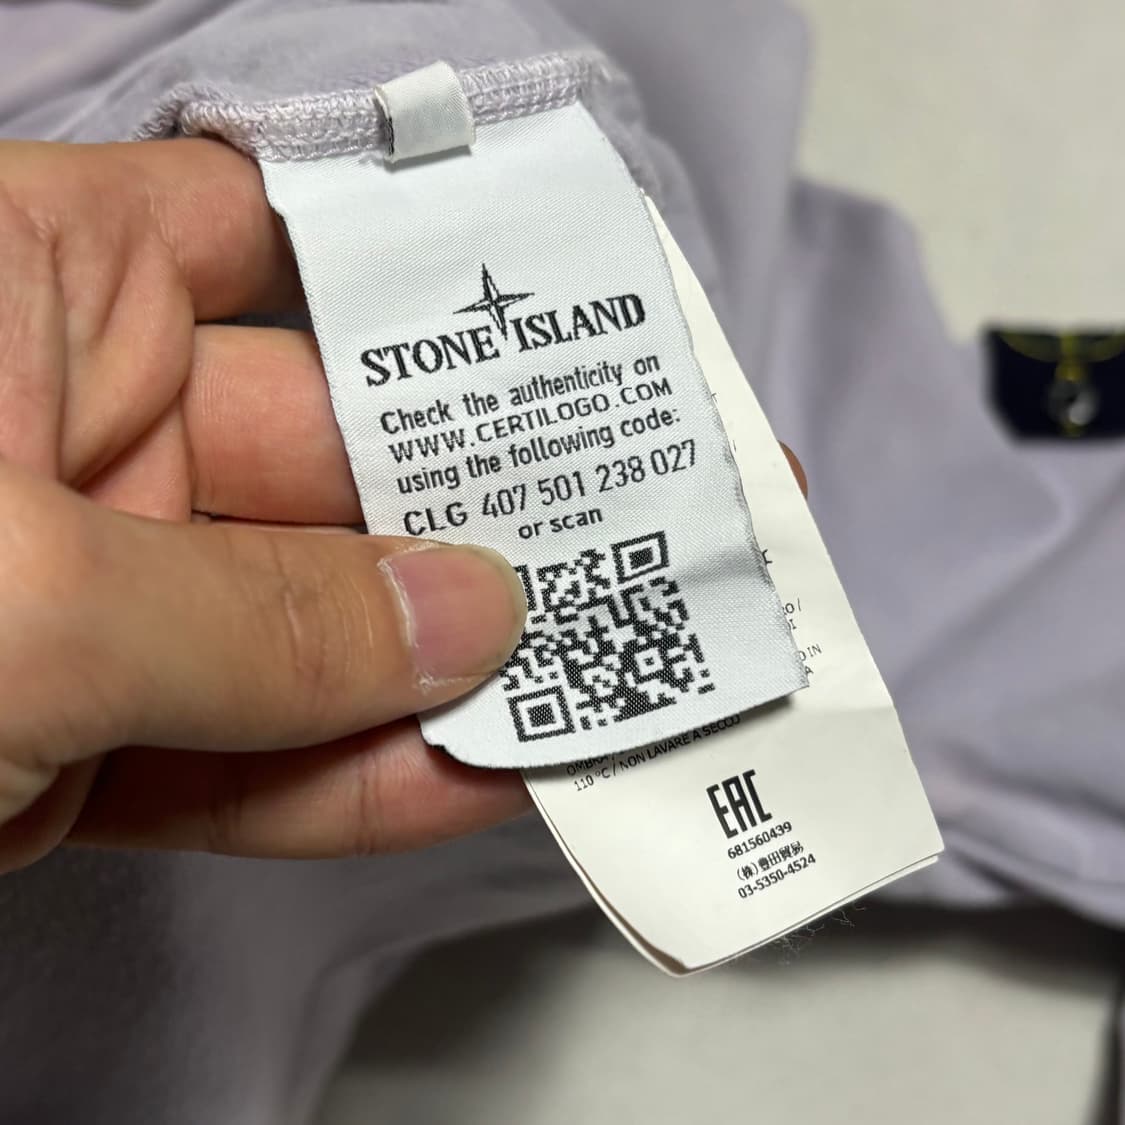 STONE ISLAND
Check the authenticity on
WWW.CERTILOGO.COM
using the following code:
CLG 407 501 238 027
or scan
110 °C / NON LAVARE A SECCO
EAC
681560439
(株)豊田貿易
03-5350-4524